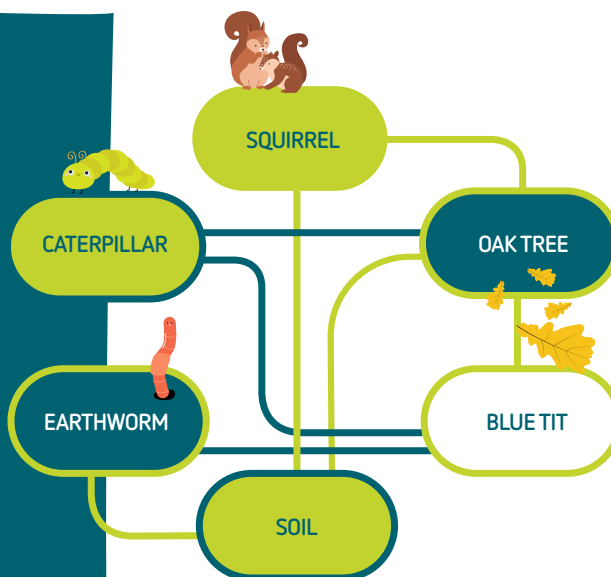 SQUIRREL
CATERPILLAR
OAK TREE
EARTHWORM
BLUE TIT
SOIL